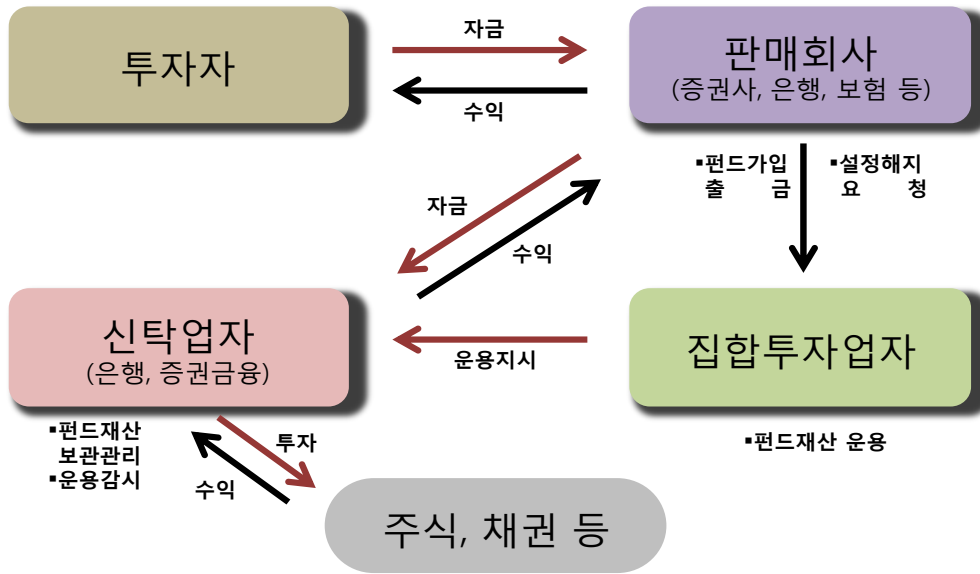 투자자
자금
수익
판매회사
(증권사, 은행, 보험 등)
▪펀드가입
출 금
▪설정해지
요 청
자금
수익
신탁업자
(은행, 증권금융)
운용지시
집합투자업자
▪펀드재산
보관관리
▪운용감시
투자
수익
▪펀드재산 운용
주식, 채권 등